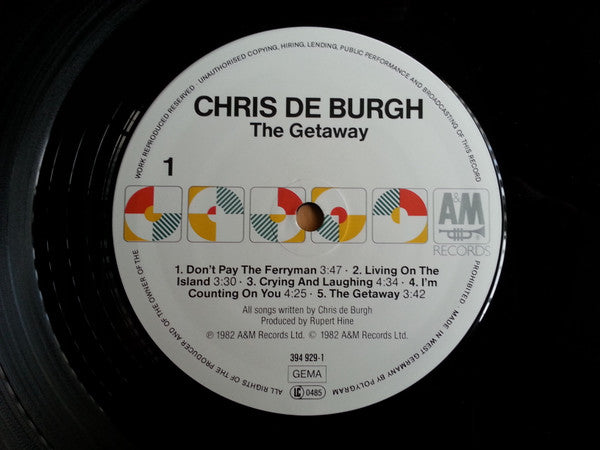 CHRIS DE BURGH
The Getaway
1
A&M
RECORDS
1. Don't Pay The Ferryman 3:47 · 2. Living On The
Island 3:30 · 3. Crying And Laughing 4:34 · 4. I'm
Counting On You 4:25 · 5. The Getaway 3:42
All songs written by Chris de Burgh
Produced by Rupert Hine
℗ 1982 A&M Records Ltd. © 1982 A&M Records Ltd.
394 929-1
GEMA
LC 0485
ALL RIGHTS OF THE PRODUCER AND OF THE OWNER OF THE WORK REPRODUCED RESERVED · UNAUTHORISED COPYING, HIRING, LENDING, PUBLIC PERFORMANCE AND BROADCASTING OF THIS RECORD PROHIBITED · MADE IN WEST GERMANY BY POLYGRAM